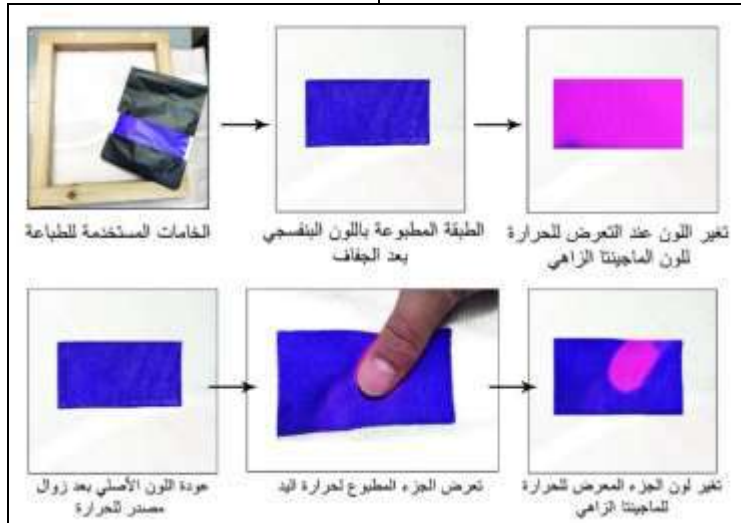 الخامات المستخدمة للطباعة
الطبقة المطبوعة باللون البنفسجي
بعد الجفاف
تغير اللون عند التعرض للحرارة
للون الماجينتا الزاهي
عودة اللون الأصلي بعد زوال
مصدر للحرارة
تعرض الجزء المطبوع لحرارة اليد
تغير لون الجزء المعرض للحرارة
للماجينتا الزاهي